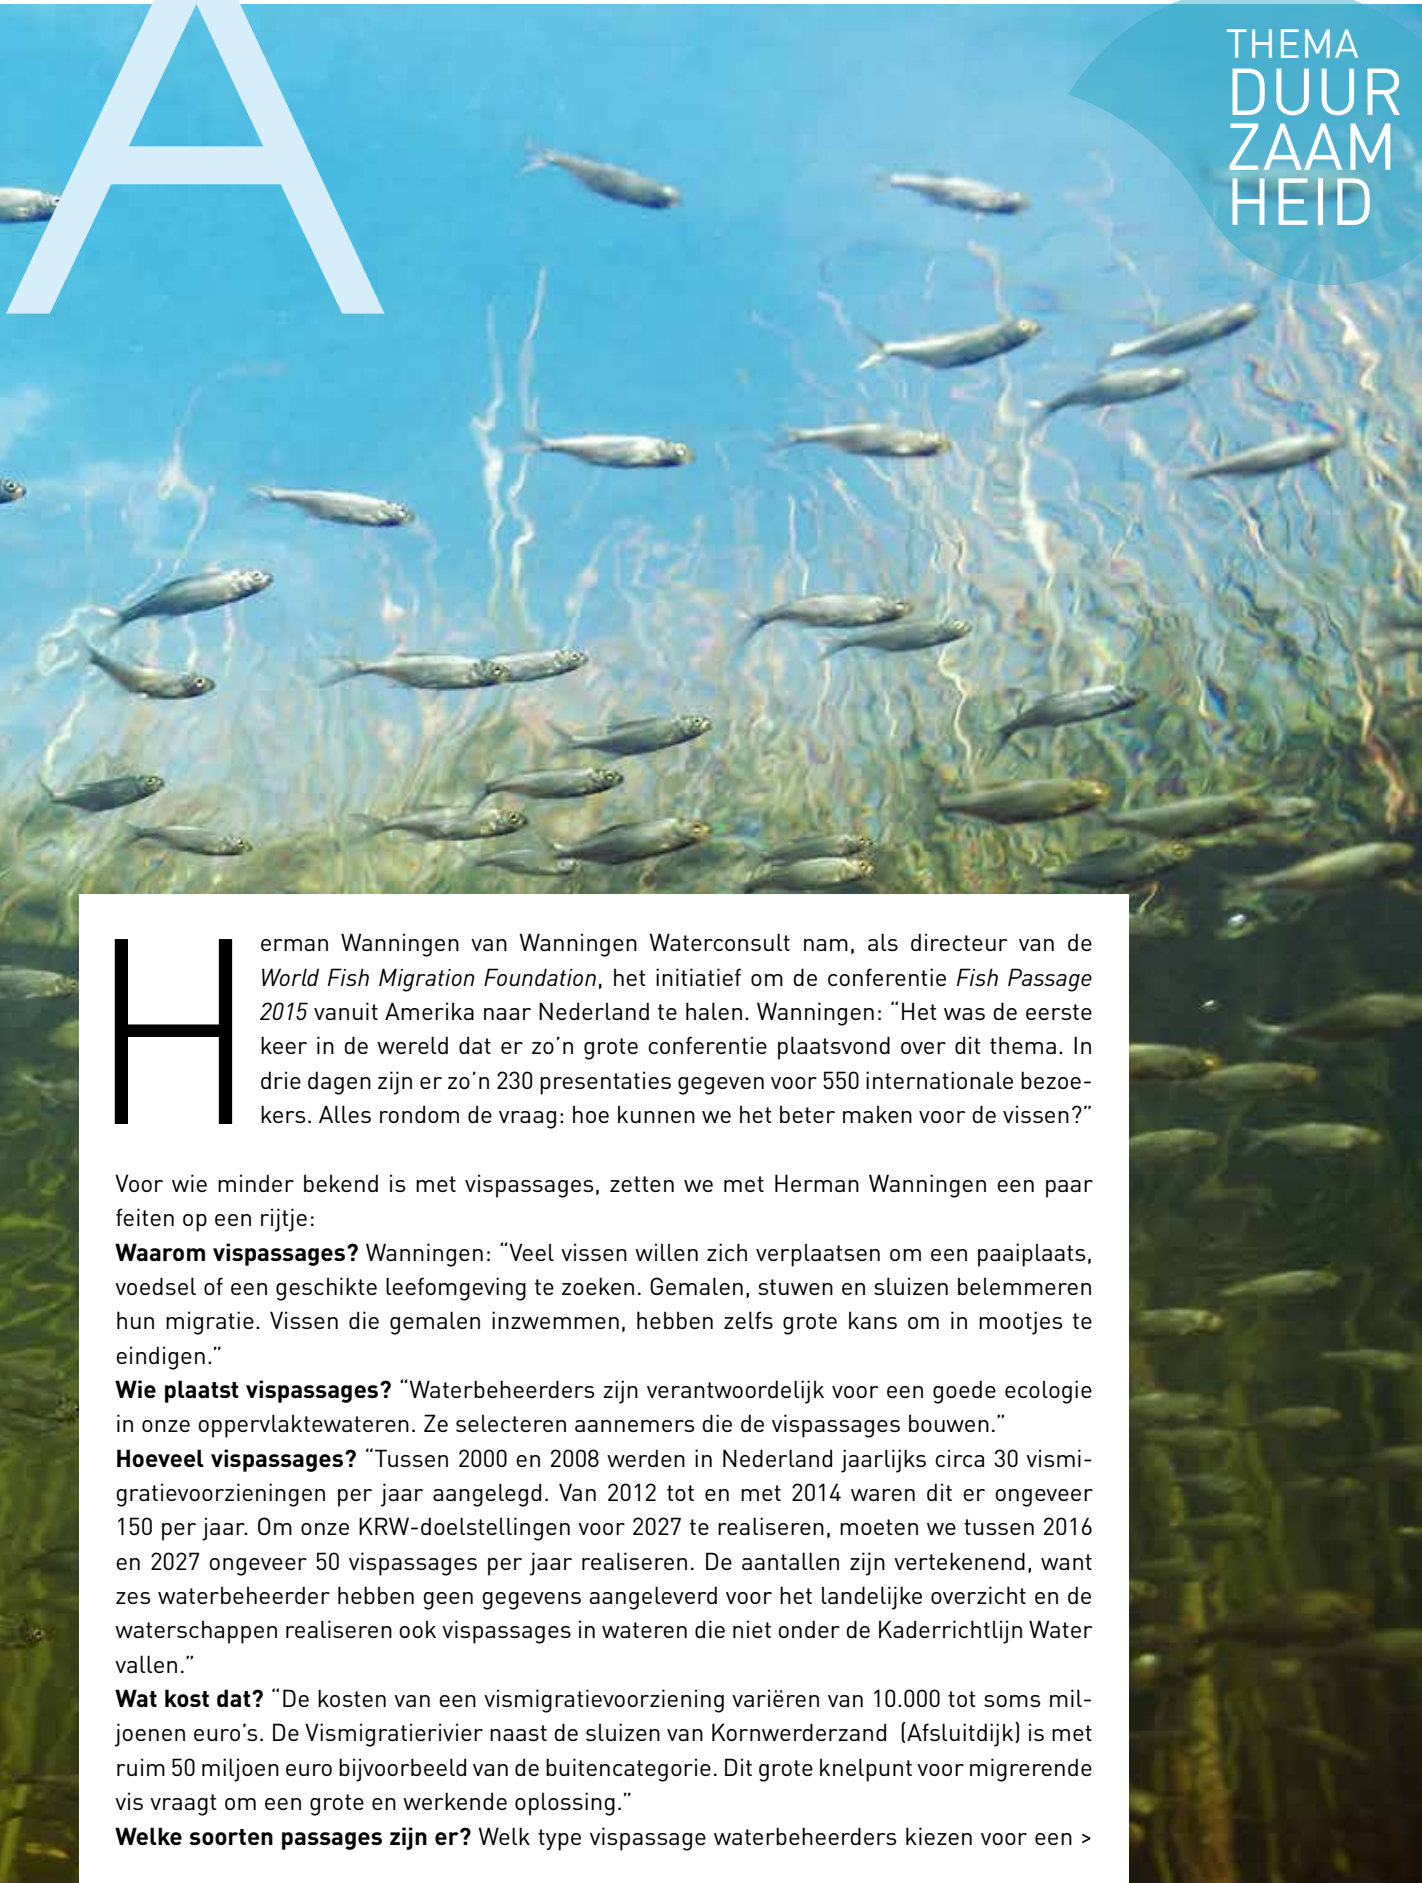 A
THEMA
DUUR
ZAAM
HEID
Herman Wanningen van Wanningen Waterconsult nam, als directeur van de
World Fish Migration Foundation, het initiatief om de conferentie Fish Passage
2015 vanuit Amerika naar Nederland te halen. Wanningen: “Het was de eerste
keer in de wereld dat er zo’n grote conferentie plaatsvond over dit thema. In
drie dagen zijn er zo’n 230 presentaties gegeven voor 550 internationale bezoe-
kers. Alles rondom de vraag: hoe kunnen we het beter maken voor de vissen?”
Voor wie minder bekend is met vispassages, zetten we met Herman Wanningen een paar
feiten op een rijtje:
Waarom vispassages? Wanningen: “Veel vissen willen zich verplaatsen om een paaiplaats,
voedsel of een geschikte leefomgeving te zoeken. Gemalen, stuwen en sluizen belemmeren
hun migratie. Vissen die gemalen inzwemmen, hebben zelfs grote kans om in mootjes te
eindigen.”
Wie plaatst vispassages? “Waterbeheerders zijn verantwoordelijk voor een goede ecologie
in onze oppervlaktewateren. Ze selecteren aannemers die de vispassages bouwen.”
Hoeveel vispassages? “Tussen 2000 en 2008 werden in Nederland jaarlijks circa 30 vismi-
gratievoorzieningen per jaar aangelegd. Van 2012 tot en met 2014 waren dit er ongeveer
150 per jaar. Om onze KRW-doelstellingen voor 2027 te realiseren, moeten we tussen 2016
en 2027 ongeveer 50 vispassages per jaar realiseren. De aantallen zijn vertekenend, want
zes waterbeheerder hebben geen gegevens aangeleverd voor het landelijke overzicht en de
waterschappen realiseren ook vispassages in wateren die niet onder de Kaderrichtlijn Water
vallen.”
Wat kost dat? “De kosten van een vismigratievoorziening variëren van 10.000 tot soms mil-
joenen euro’s. De Vismigratierivier naast de sluizen van Kornwerderzand (Afsluitdijk) is met
ruim 50 miljoen euro bijvoorbeeld van de buitencategorie. Dit grote knelpunt voor migrerende
vis vraagt om een grote en werkende oplossing.”
Welke soorten passages zijn er? Welk type vispassage waterbeheerders kiezen voor een >